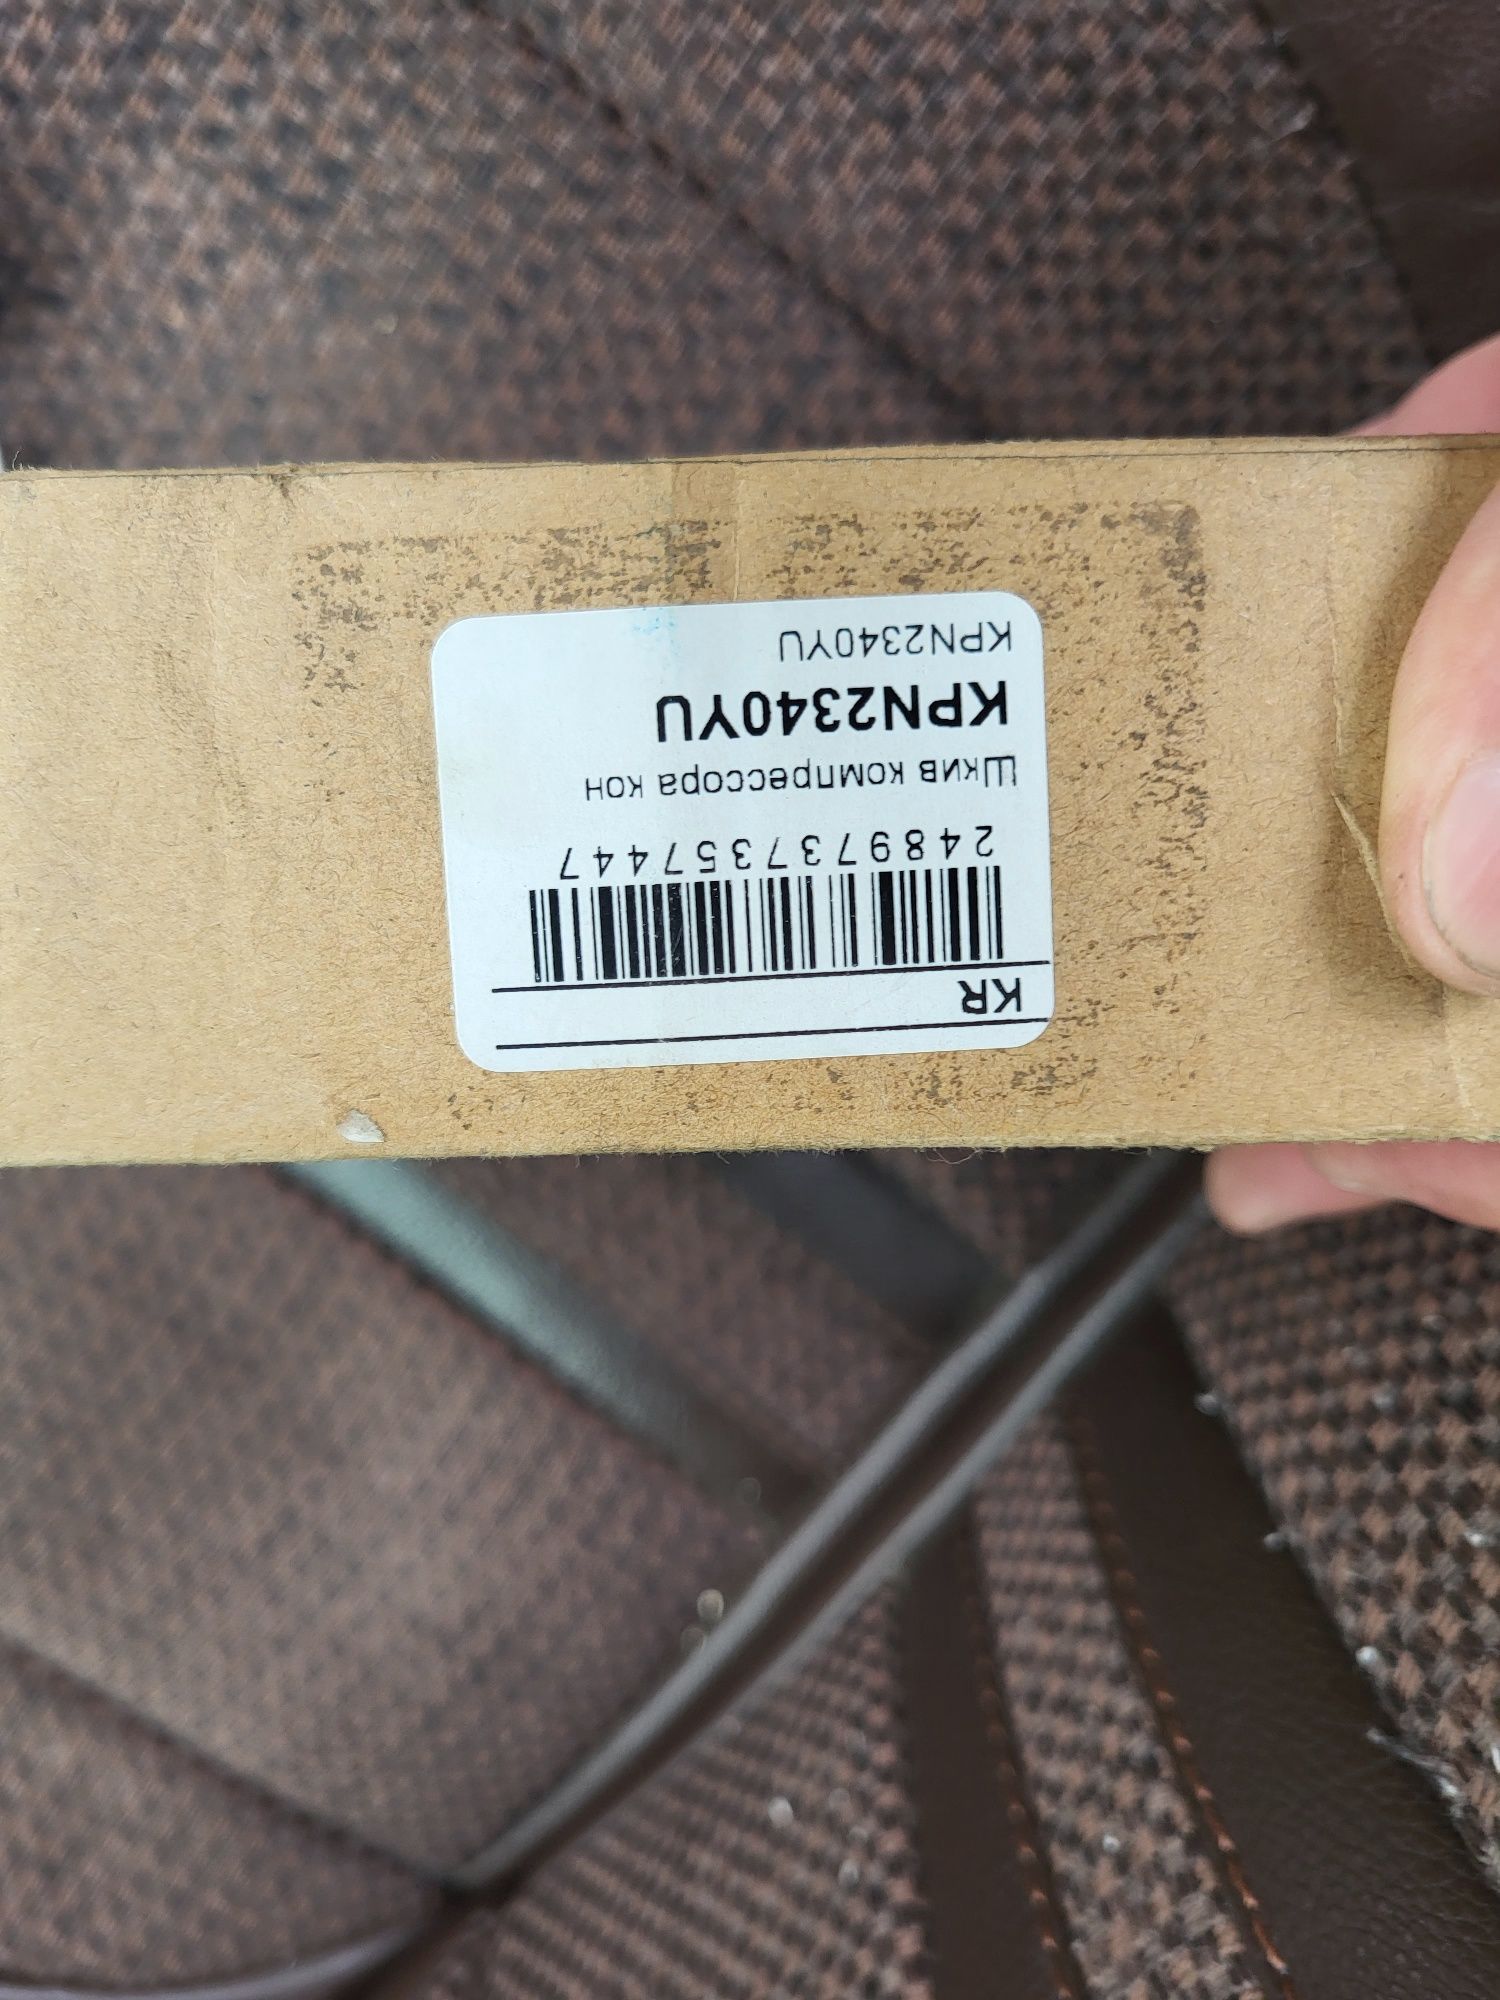 KPN2340YU
KPN2340YU
Шкив компрессора кон
2489737357447
KR